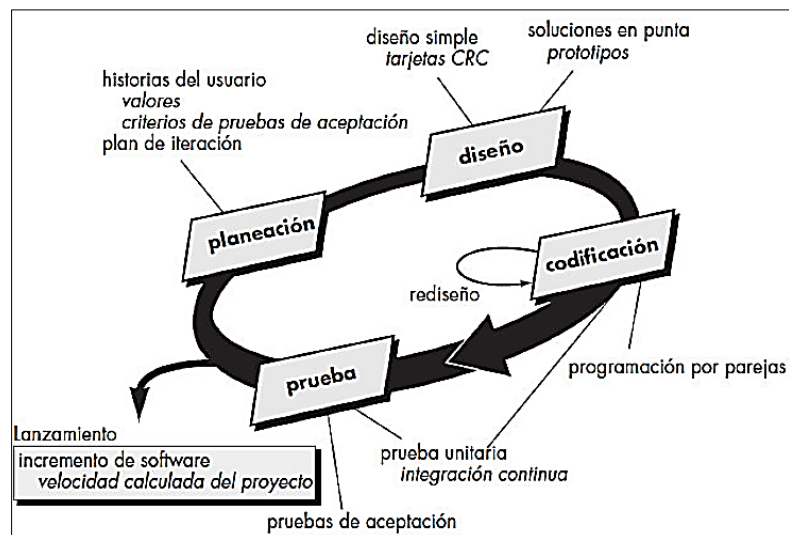 diseño simple
tarjetas CRC
soluciones en punta
prototipos
historias del usuario
valores
criterios de pruebas de aceptación
plan de iteración
diseño
planeación
codificación
rediseño
prueba
programación por parejas
Lanzamiento
incremento de software
velocidad calculada del proyecto
prueba unitaria
integración continua
pruebas de aceptación